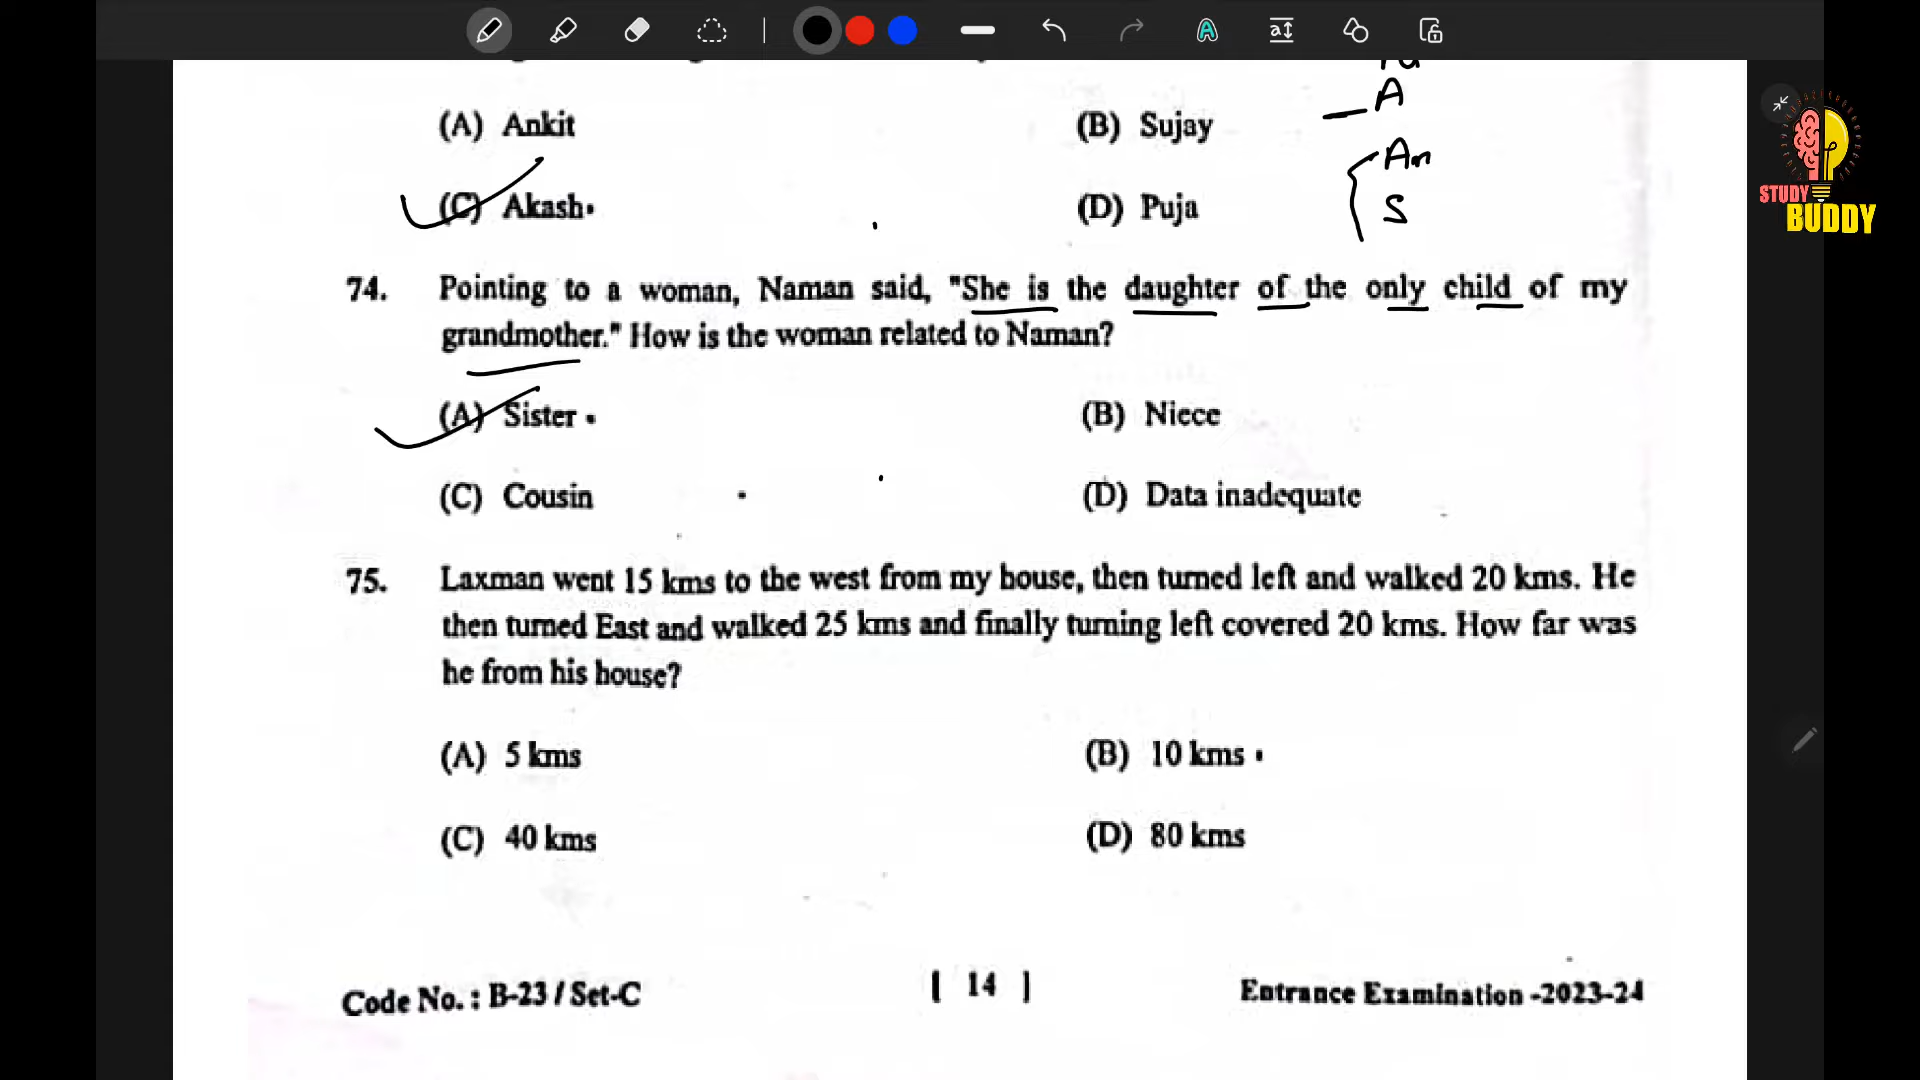 A
(A) Ankit
(B) Sujay
An
(C) Akash
(D) Puja
S
STUDY
BUDDY
74. Pointing to a woman, Naman said, "She is the daughter of the only child of my
grandmother." How is the woman related to Naman?
(A) Sister
(B) Niece
(C) Cousin
(D) Data inadequate
75. Laxman went 15 kms to the west from my house, then turned left and walked 20 kms. He
then turned East and walked 25 kms and finally turning left covered 20 kms. How far was
he from his house?
(A) 5 kms
(B) 10 kms
(C) 40 kms
(D) 80 kms
Code No. : B-23 / Set-C
[ 14 ]
Entrance Examination -2023-24